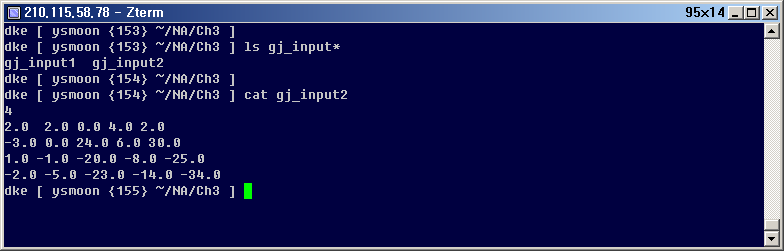 210,115,58,78 - Zterm 95×14
dke [ ysmoon {153} ~/NA/Ch3 ]
dke [ ysmoon {153} ~/NA/Ch3 ] ls gj_input*
gj_input1  gj_input2
dke [ ysmoon {154} ~/NA/Ch3 ]
dke [ ysmoon {154} ~/NA/Ch3 ] cat gj_input2
4
2.0  2.0 0.0 4.0 2.0
-3.0 0.0 24.0 6.0 30.0
1.0 -1.0 -20.0 -8.0 -25.0
-2.0 -5.0 -23.0 -14.0 -34.0
dke [ ysmoon {155} ~/NA/Ch3 ]